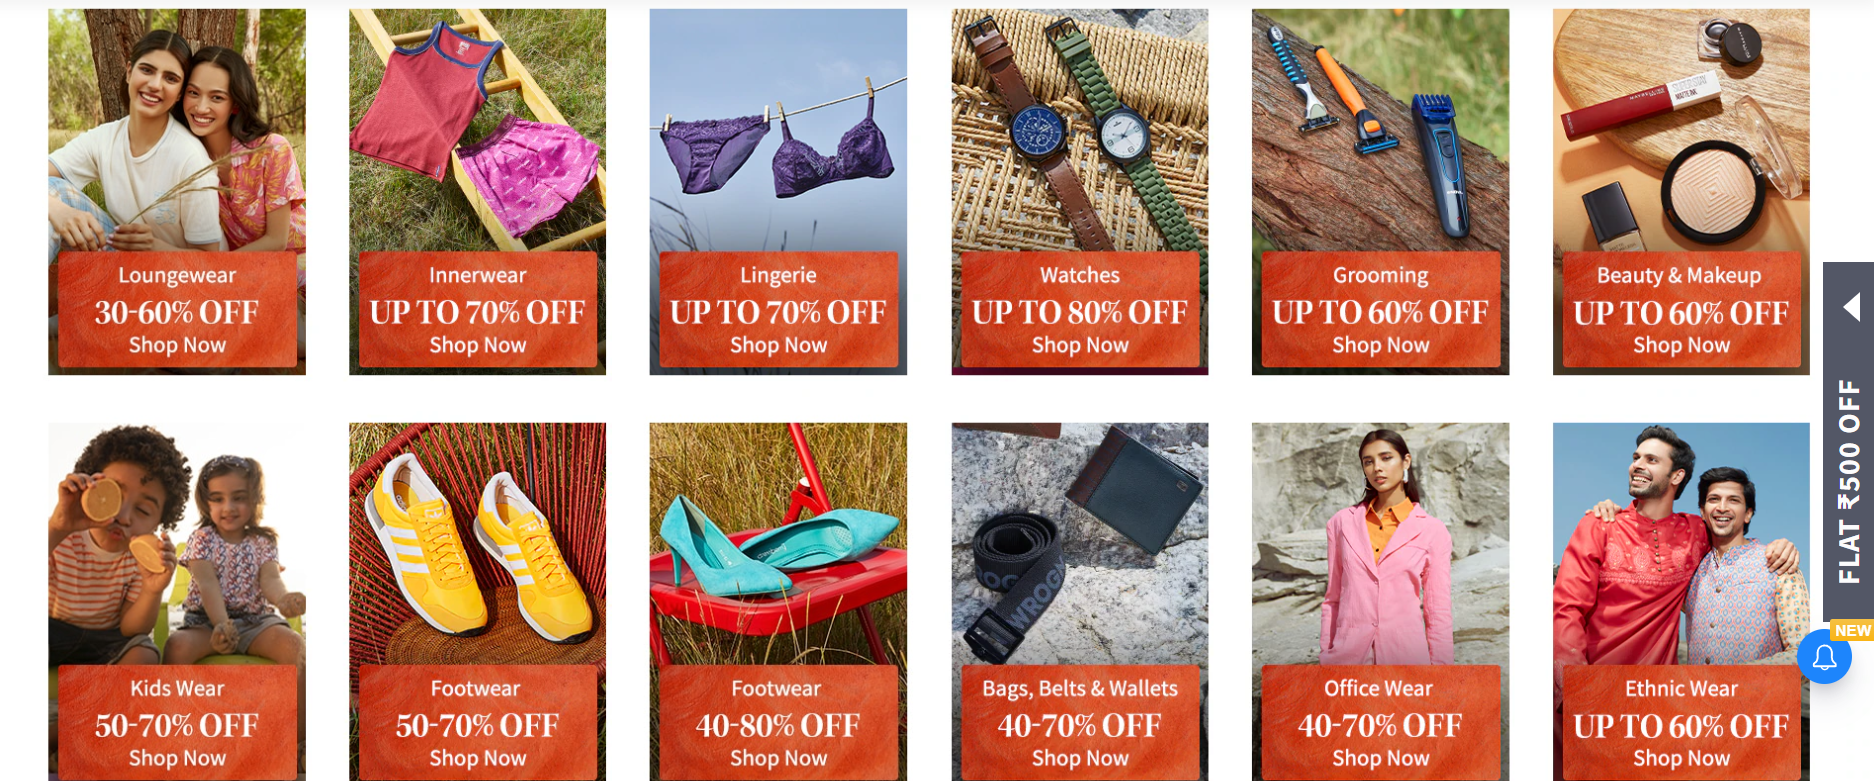 Loungewear
30-60% OFF
Shop Now
Innerwear
UP TO 70% OFF
Shop Now
Lingerie
UP TO 70% OFF
Shop Now
Watches
UP TO 80% OFF
Shop Now
Grooming
UP TO 60% OFF
Shop Now
MATTE INK
Beauty & Makeup
UP TO 60% OFF
Shop Now
FLAT ₹500 OFF
NEW
Kids Wear
50-70% OFF
Shop Now
Footwear
50-70% OFF
Shop Now
Footwear
40-80% OFF
Shop Now
WROGN
Bags, Belts & Wallets
40-70% OFF
Shop Now
Office Wear
40-70% OFF
Shop Now
Ethnic Wear
UP TO 60% OFF
Shop Now